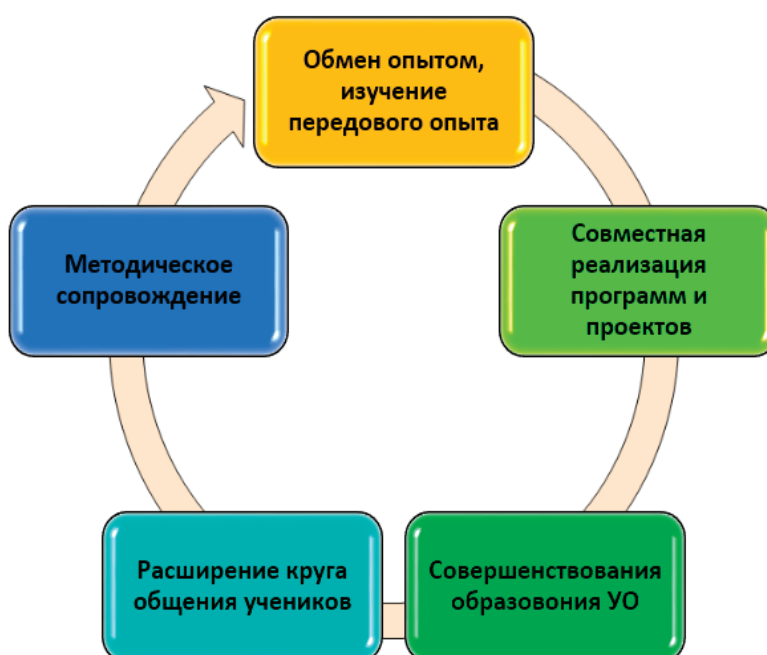 Обмен опытом,
изучение
передового опыта
Совместная
реализация
программ и
проектов
Совершенствования
образовония УО
Расширение круга
общения учеников
Методическое
сопровождение